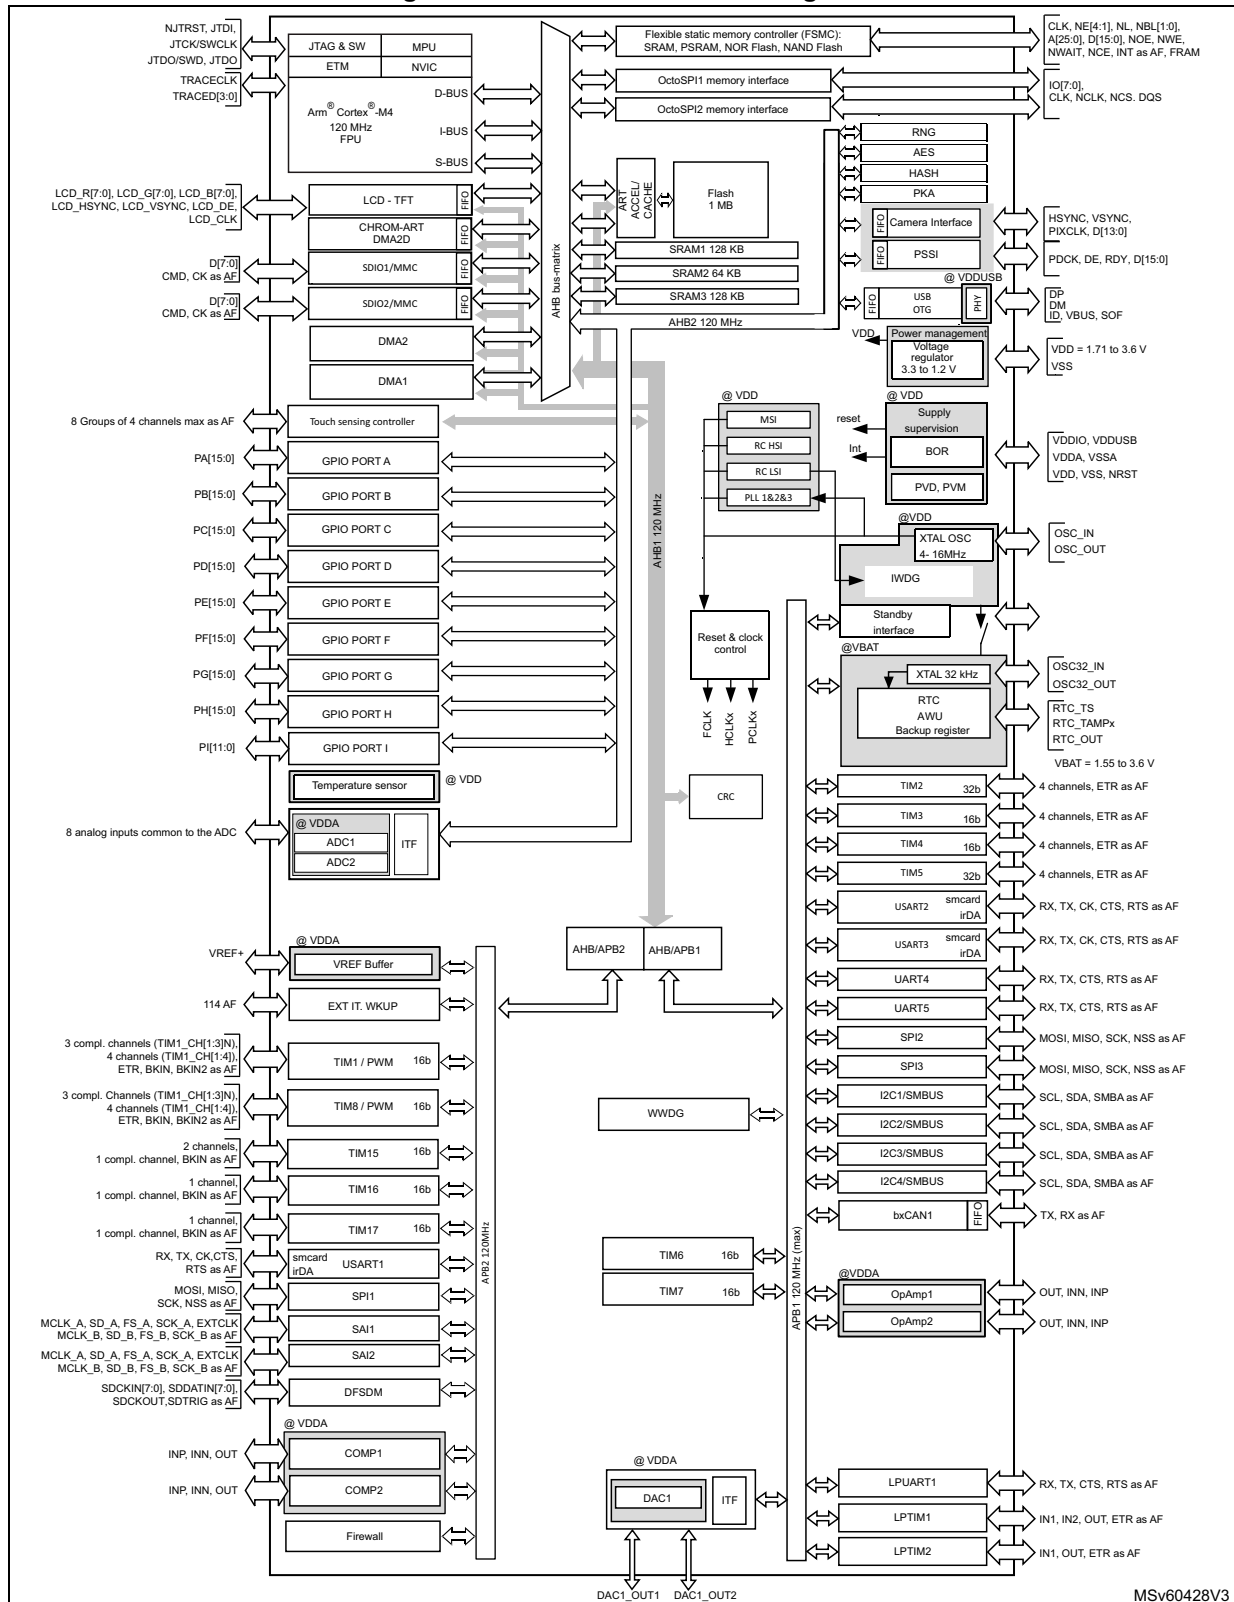 NJTRST, JTDI,
JTCK/SWCLK
JTDO/SWD, JTDO
TRACECLK
TRACED[3:0]
JTAG & SW
MPU
ETM
NVIC
Arm® Cortex®-M4
120 MHz
FPU
D-BUS
I-BUS
S-BUS
AHB bus-matrix
Flexible static memory controller (FSMC):
SRAM, PSRAM, NOR Flash, NAND Flash
CLK, NE[4:1], NL, NBL[1:0],
A[25:0], D[15:0], NOE, NWE,
NWAIT, NCE, INT as AF, FRAM
OctoSPI1 memory interface
OctoSPI2 memory interface
IO[7:0],
CLK, NCLK, NCS. DQS
RNG
AES
HASH
PKA
FIFO
Camera Interface
HSYNC, VSYNC,
PIXCLK, D[13:0]
FIFO
PSSI
PDCK, DE, RDY, D[15:0]
@ VDDUSB
FIFO
USB
OTG
PHY
DP
DM
ID, VBUS, SOF
ART
ACCEL/
CACHE
Flash
1 MB
SRAM1 128 KB
SRAM2 64 KB
SRAM3 128 KB
AHB2 120 MHz
LCD_R[7:0], LCD_G[7:0], LCD_B[7:0],
LCD_HSYNC, LCD_VSYNC, LCD_DE,
LCD_CLK
LCD - TFT
FIFO
CHROM-ART
DMA2D
FIFO
D[7:0]
CMD, CK as AF
SDIO1/MMC
FIFO
D[7:0]
CMD, CK as AF
SDIO2/MMC
FIFO
DMA2
DMA1
VDD
Power management
Voltage
regulator
3.3 to 1.2 V
VDD = 1.71 to 3.6 V
VSS
8 Groups of 4 channels max as AF
Touch sensing controller
PA[15:0]
GPIO PORT A
PB[15:0]
GPIO PORT B
PC[15:0]
GPIO PORT C
PD[15:0]
GPIO PORT D
PE[15:0]
GPIO PORT E
PF[15:0]
GPIO PORT F
PG[15:0]
GPIO PORT G
PH[15:0]
GPIO PORT H
PI[11:0]
GPIO PORT I
AHB1 120 MHz
@ VDD
MSI
RC HSI
RC LSI
PLL 1&2&3
@ VDD
reset
Int
Supply
supervision
BOR
PVD, PVM
VDDIO, VDDUSB
VDDA, VSSA
VDD, VSS, NRST
@VDD
XTAL OSC
4- 16MHz
IWDG
OSC_IN
OSC_OUT
Standby
interface
Reset & clock
control
FCLK
HCLKx
PCLKx
@VBAT
XTAL 32 kHz
RTC
AWU
Backup register
OSC32_IN
OSC32_OUT
RTC_TS
RTC_TAMPx
RTC_OUT
VBAT = 1.55 to 3.6 V
Temperature sensor
@ VDD
8 analog inputs common to the ADC
@ VDDA
ADC1
ADC2
ITF
CRC
TIM2
32b
4 channels, ETR as AF
TIM3
16b
4 channels, ETR as AF
TIM4
16b
4 channels, ETR as AF
TIM5
32b
4 channels, ETR as AF
USART2
smcard
irDA
RX, TX, CK, CTS, RTS as AF
USART3
smcard
irDA
RX, TX, CK, CTS, RTS as AF
UART4
RX, TX, CTS, RTS as AF
UART5
RX, TX, CTS, RTS as AF
SPI2
MOSI, MISO, SCK, NSS as AF
SPI3
MOSI, MISO, SCK, NSS as AF
I2C1/SMBUS
SCL, SDA, SMBA as AF
I2C2/SMBUS
SCL, SDA, SMBA as AF
I2C3/SMBUS
SCL, SDA, SMBA as AF
I2C4/SMBUS
SCL, SDA, SMBA as AF
bxCAN1
FIFO
TX, RX as AF
AHB/APB2
AHB/APB1
VREF+
@ VDDA
VREF Buffer
114 AF
EXT IT. WKUP
3 compl. channels (TIM1_CH[1:3]N),
4 channels (TIM1_CH[1:4]),
ETR, BKIN, BKIN2 as AF
TIM1 / PWM
16b
3 compl. Channels (TIM1_CH[1:3]N),
4 channels (TIM1_CH[1:4]),
ETR, BKIN, BKIN2 as AF
TIM8 / PWM
16b
2 channels,
1 compl. channel, BKIN as AF
TIM15
16b
1 channel,
1 compl. channel, BKIN as AF
TIM16
16b
1 channel,
1 compl. channel, BKIN as AF
TIM17
16b
RX, TX, CK,CTS,
RTS as AF
smcard
irDA
USART1
MOSI, MISO,
SCK, NSS as AF
SPI1
MCLK_A, SD_A, FS_A, SCK_A, EXTCLK
MCLK_B, SD_B, FS_B, SCK_B as AF
SAI1
MCLK_A, SD_A, FS_A, SCK_A, EXTCLK
MCLK_B, SD_B, FS_B, SCK_B as AF
SAI2
SDCKIN[7:0], SDDATIN[7:0],
SDCKOUT,SDTRIG as AF
DFSDM
@ VDDA
INP, INN, OUT
COMP1
INP, INN, OUT
COMP2
Firewall
APB2 120MHz
WWDG
TIM6
16b
TIM7
16b
APB1 120 MHz (max)
@VDDA
OpAmp1
OUT, INN, INP
OpAmp2
OUT, INN, INP
@ VDDA
DAC1
ITF
DAC1_OUT1
DAC1_OUT2
LPUART1
RX, TX, CTS, RTS as AF
LPTIM1
IN1, IN2, OUT, ETR as AF
LPTIM2
IN1, OUT, ETR as AF
MSv60428V3